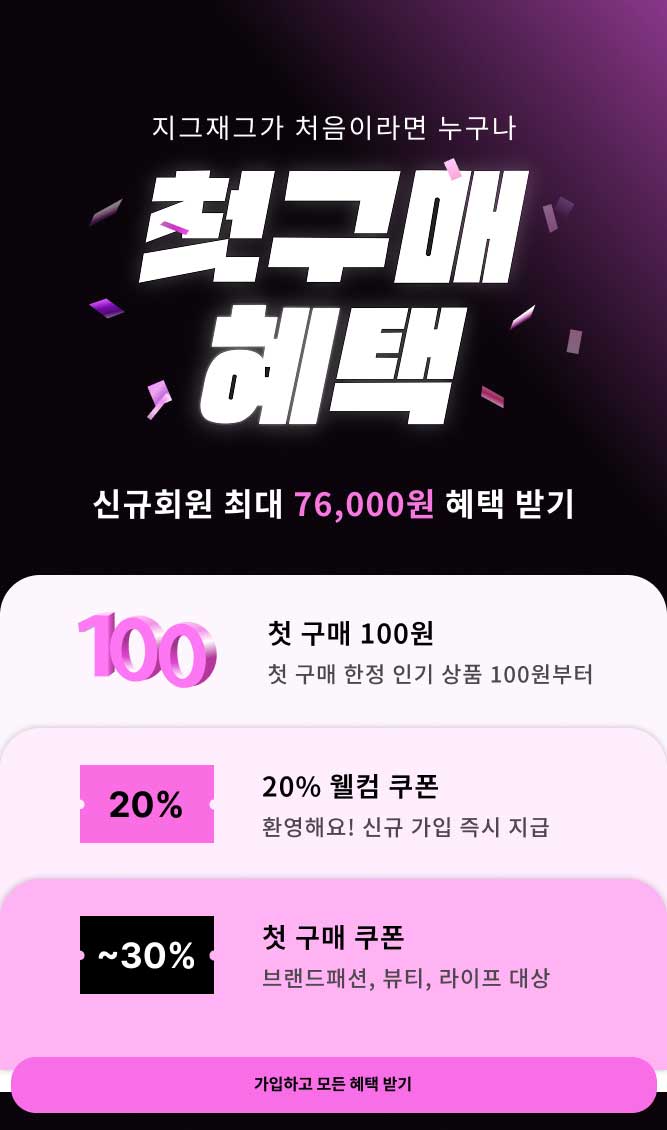 지그재그가 처음이라면 누구나
첫구매
혜택
신규회원 최대 76,000원 혜택 받기
100
첫 구매 100원
첫 구매 한정 인기 상품 100원부터
20%
20% 웰컴 쿠폰
환영해요! 신규 가입 즉시 지급
~30%
첫 구매 쿠폰
브랜드패션, 뷰티, 라이프 대상
가입하고 모든 혜택 받기